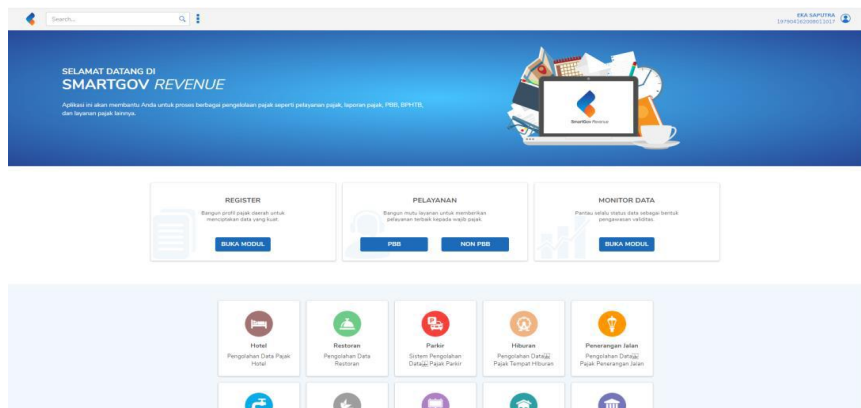 Search...
EKA SAPUTRA
SELAMAT DATANG DI
SMARTGOV REVENUE
Aplikasi ini akan membantu Anda untuk proses berbagai pengelolaan pajak seperti pelayanan pajak, laporan pajak, PBB, BPHTB,
dan layanan pajak lainnya.
SmartGov Revenue
REGISTER
Bangun profil pajak daerah untuk
menciptakan data yang kuat.
BUKA MODUL
PELAYANAN
Bangun mutu layanan untuk memberikan
pelayanan terbaik kepada wajib pajak.
PBB
NON PBB
MONITOR DATA
Pantau selalu status data sebagai bentuk
pengawasan validitas.
BUKA MODUL
Hotel
Pengolahan Data Pajak
Hotel
Restoran
Pengolahan Data
Restoran
Parkir
Sistem Pengolahan
Data Pajak Parkir
Hiburan
Pengolahan Data
Pajak Tempat Hiburan
Penerangan Jalan
Pengolahan Data
Pajak Penerangan Jalan